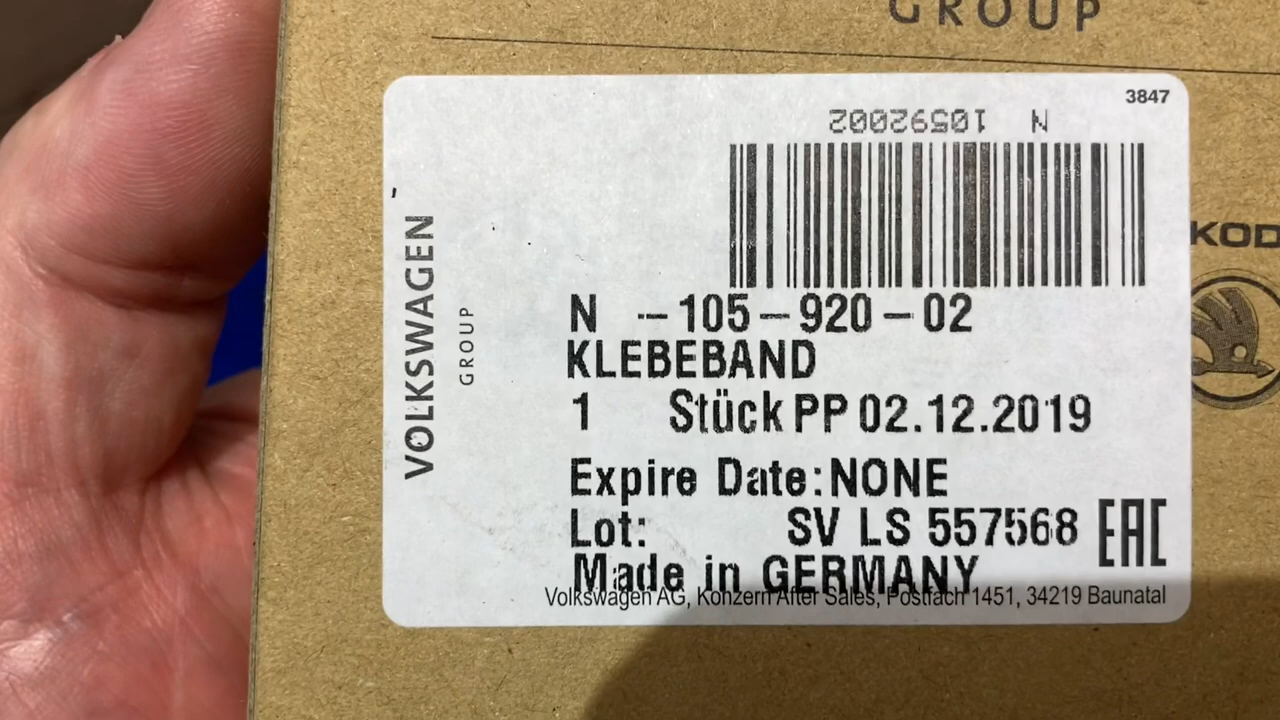 GROUP
3847
N 10592002
VOLKSWAGEN
GROUP
N -105-920-02
KLEBEBAND
1 Stück PP 02.12.2019
Expire Date:NONE
Lot: SV LS 557568
EAC
Made in GERMANY
Volkswagen AG, Konzern After Sales, Postfach 1451, 34219 Baunatal
KOD